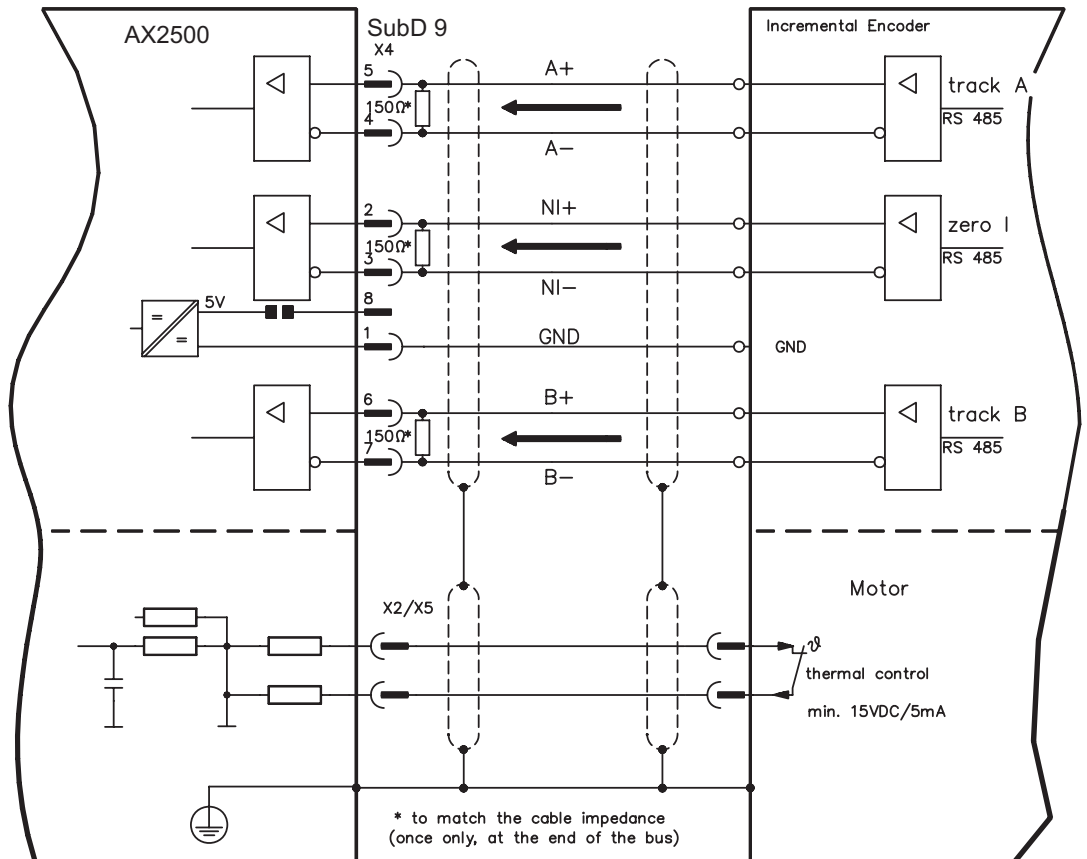 AX2500
SubD 9
X4
Incremental Encoder
5
A+
track A
150Ω*
RS 485
4
A–
2
NI+
zero I
150Ω*
RS 485
3
NI–
5V
8
=
=
1
GND
GND
6
B+
track B
150Ω*
RS 485
7
B–
Motor
X2/X5
ϑ
thermal control
min. 15VDC/5mA
* to match the cable impedance
(once only, at the end of the bus)